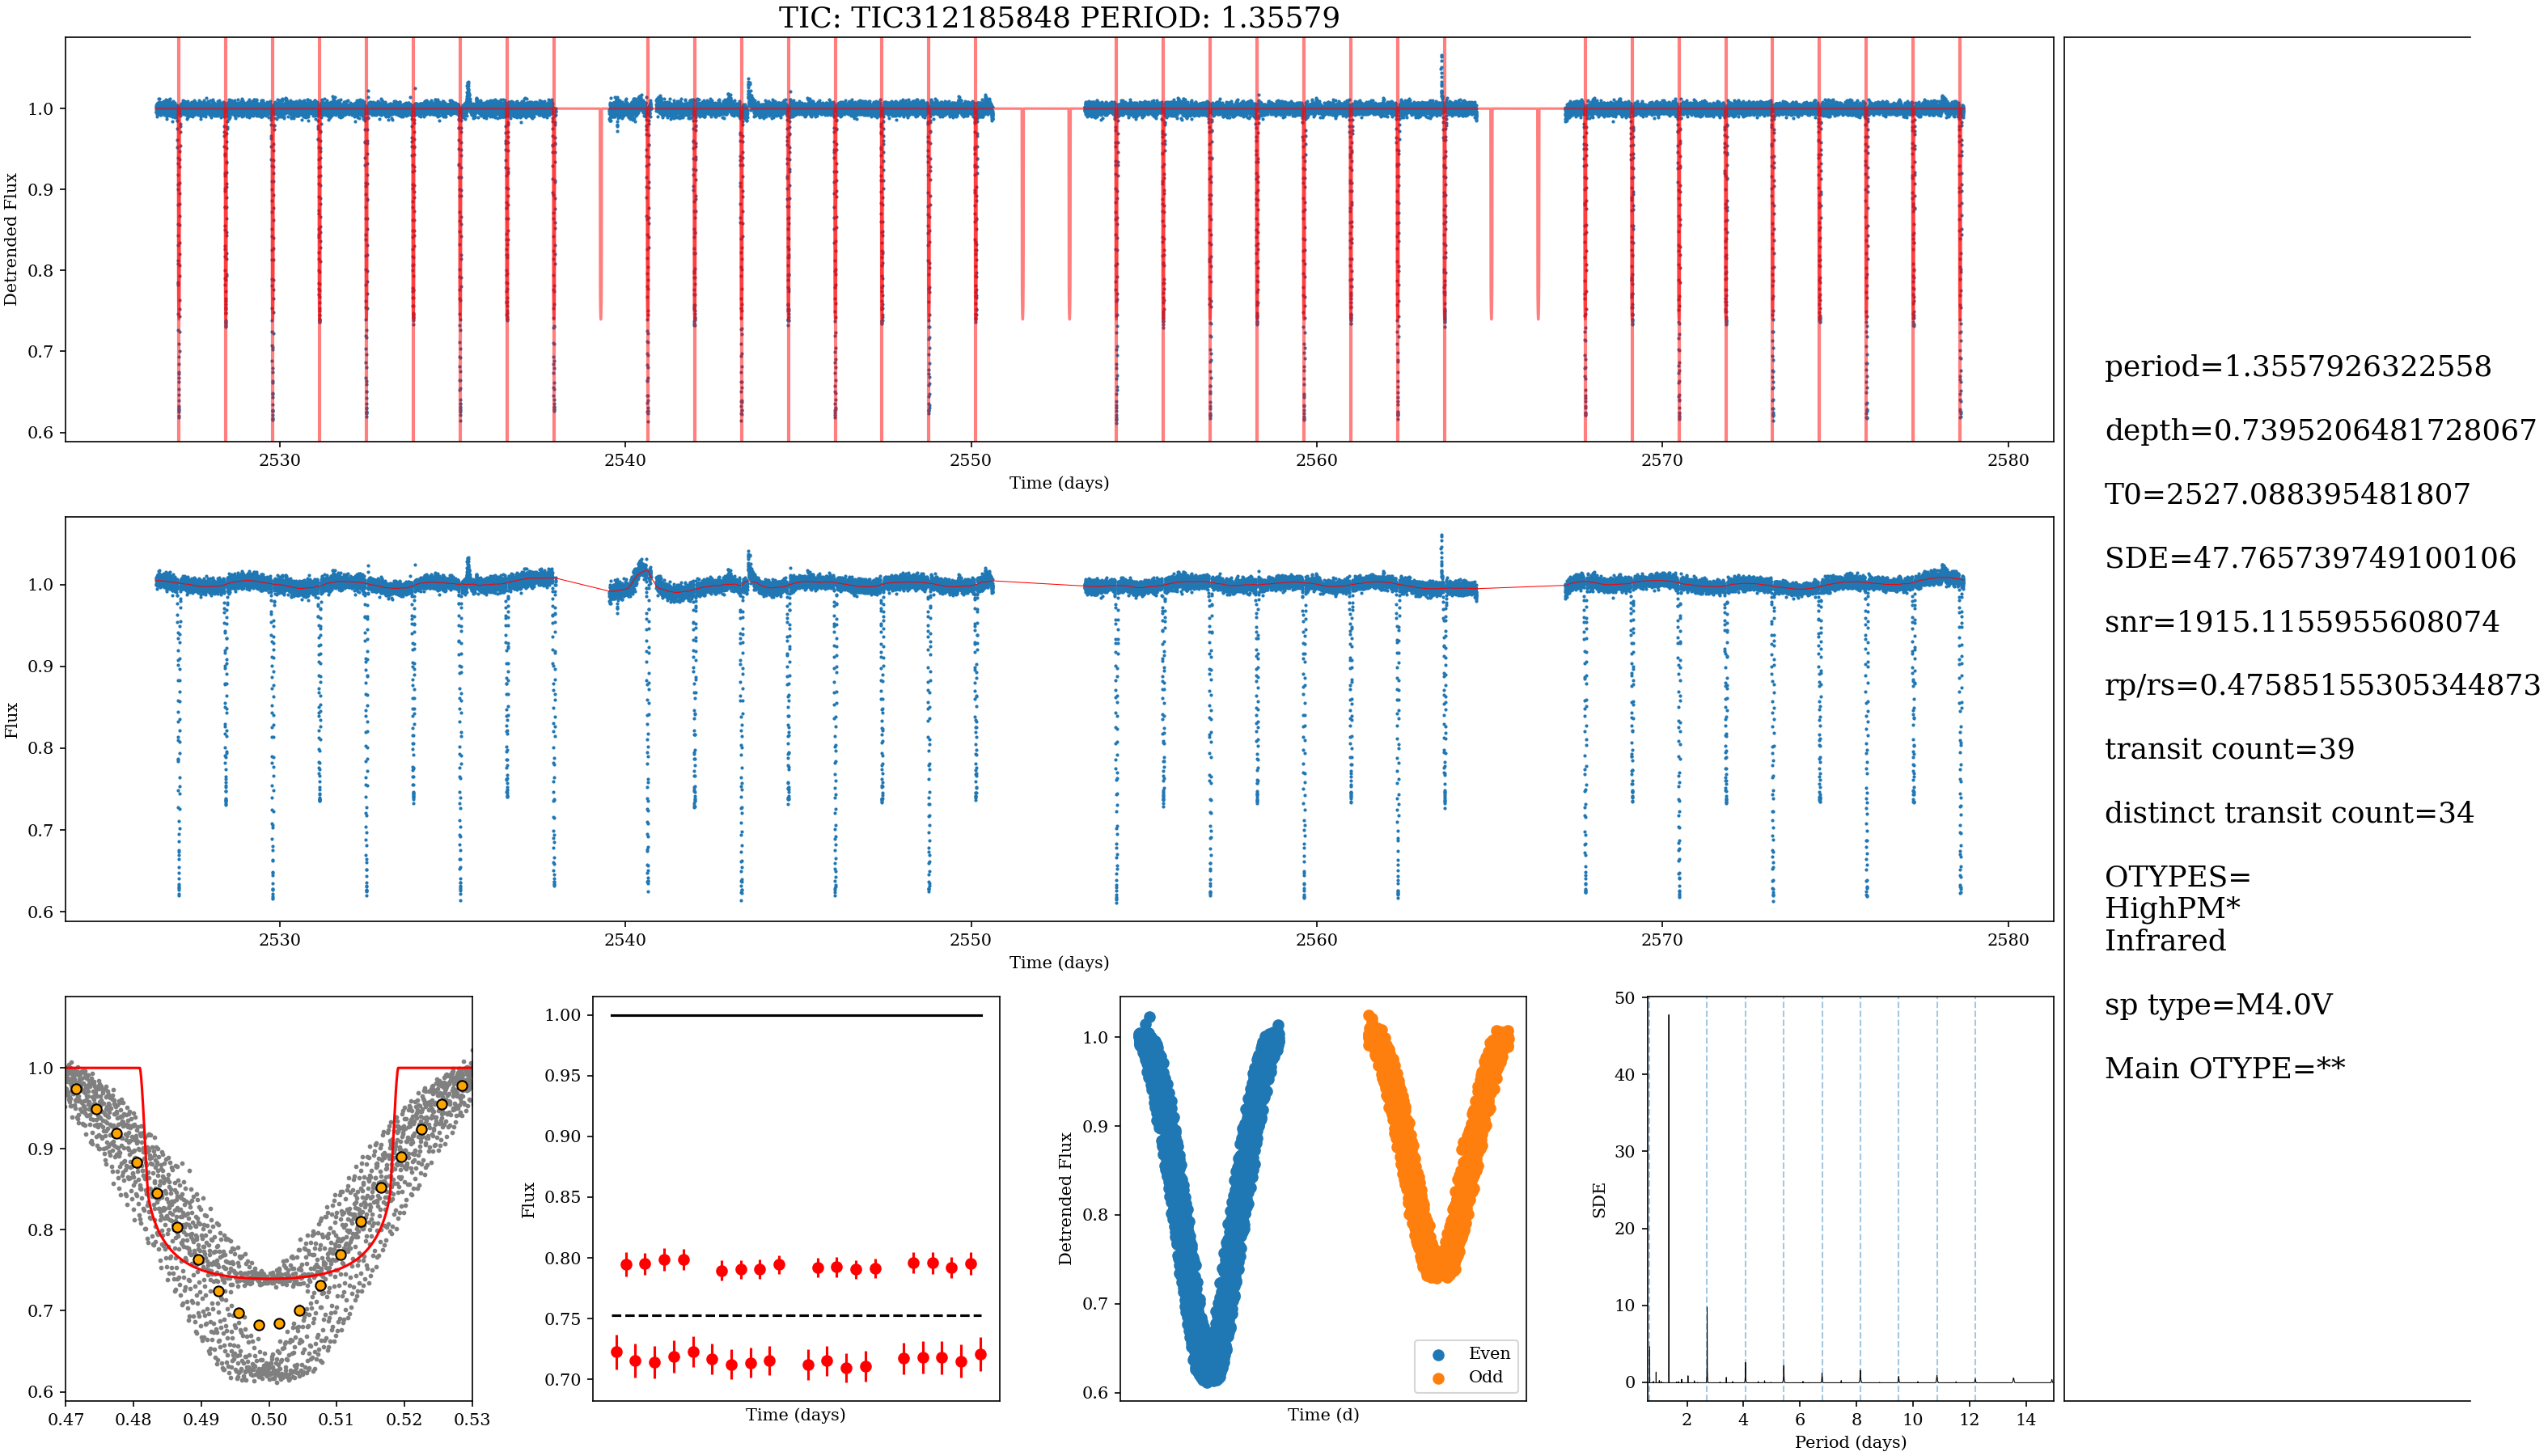 TIC: TIC312185848 PERIOD: 1.35579
Detrended Flux
1.0
0.9
0.8
0.7
0.6
2530
2540
2550
2560
2570
2580
Time (days)
Flux
1.0
0.9
0.8
0.7
0.6
2530
2540
2550
2560
2570
2580
Time (days)
1.0
0.9
0.8
0.7
0.6
0.47
0.48
0.49
0.50
0.51
0.52
0.53
Flux
1.00
0.95
0.90
0.85
0.80
0.75
0.70
Time (days)
Detrended Flux
1.0
0.9
0.8
0.7
0.6
Even
Odd
Time (d)
SDE
50
40
30
20
10
0
2
4
6
8
10
12
14
Period (days)
period=1.3557926322558
depth=0.7395206481728067
T0=2527.088395481807
SDE=47.765739749100106
snr=1915.1155955608074
rp/rs=0.47585155305344873
transit count=39
distinct transit count=34
OTYPES=
HighPM*
Infrared
sp type=M4.0V
Main OTYPE=**